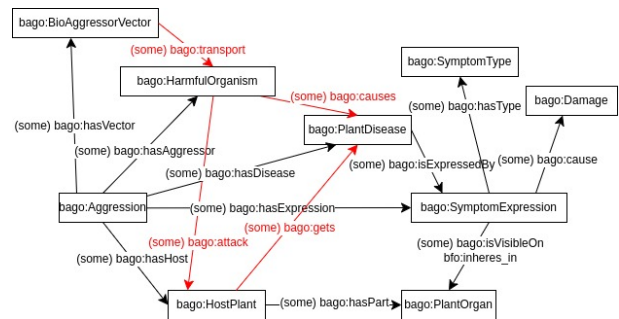 bago:BioAggressorVector
(some) bago:transport
bago:SymptomType
bago:HarmfulOrganism
bago:Damage
(some) bago:causes
(some) bago:hasType
(some) bago:hasVector
bago:PlantDisease
(some) bago:hasAggressor
(some) bago:isExpressedBy
(some) bago:cause
(some) bago:hasDisease
bago:Aggression
(some) bago:hasExpression
bago:SymptomExpression
(some) bago:gets
(some) bago:attack
(some) bago:isVisibleOn
bfo:inheres_in
(some) bago:hasHost
bago:HostPlant
(some) bago:hasPart
bago:PlantOrgan